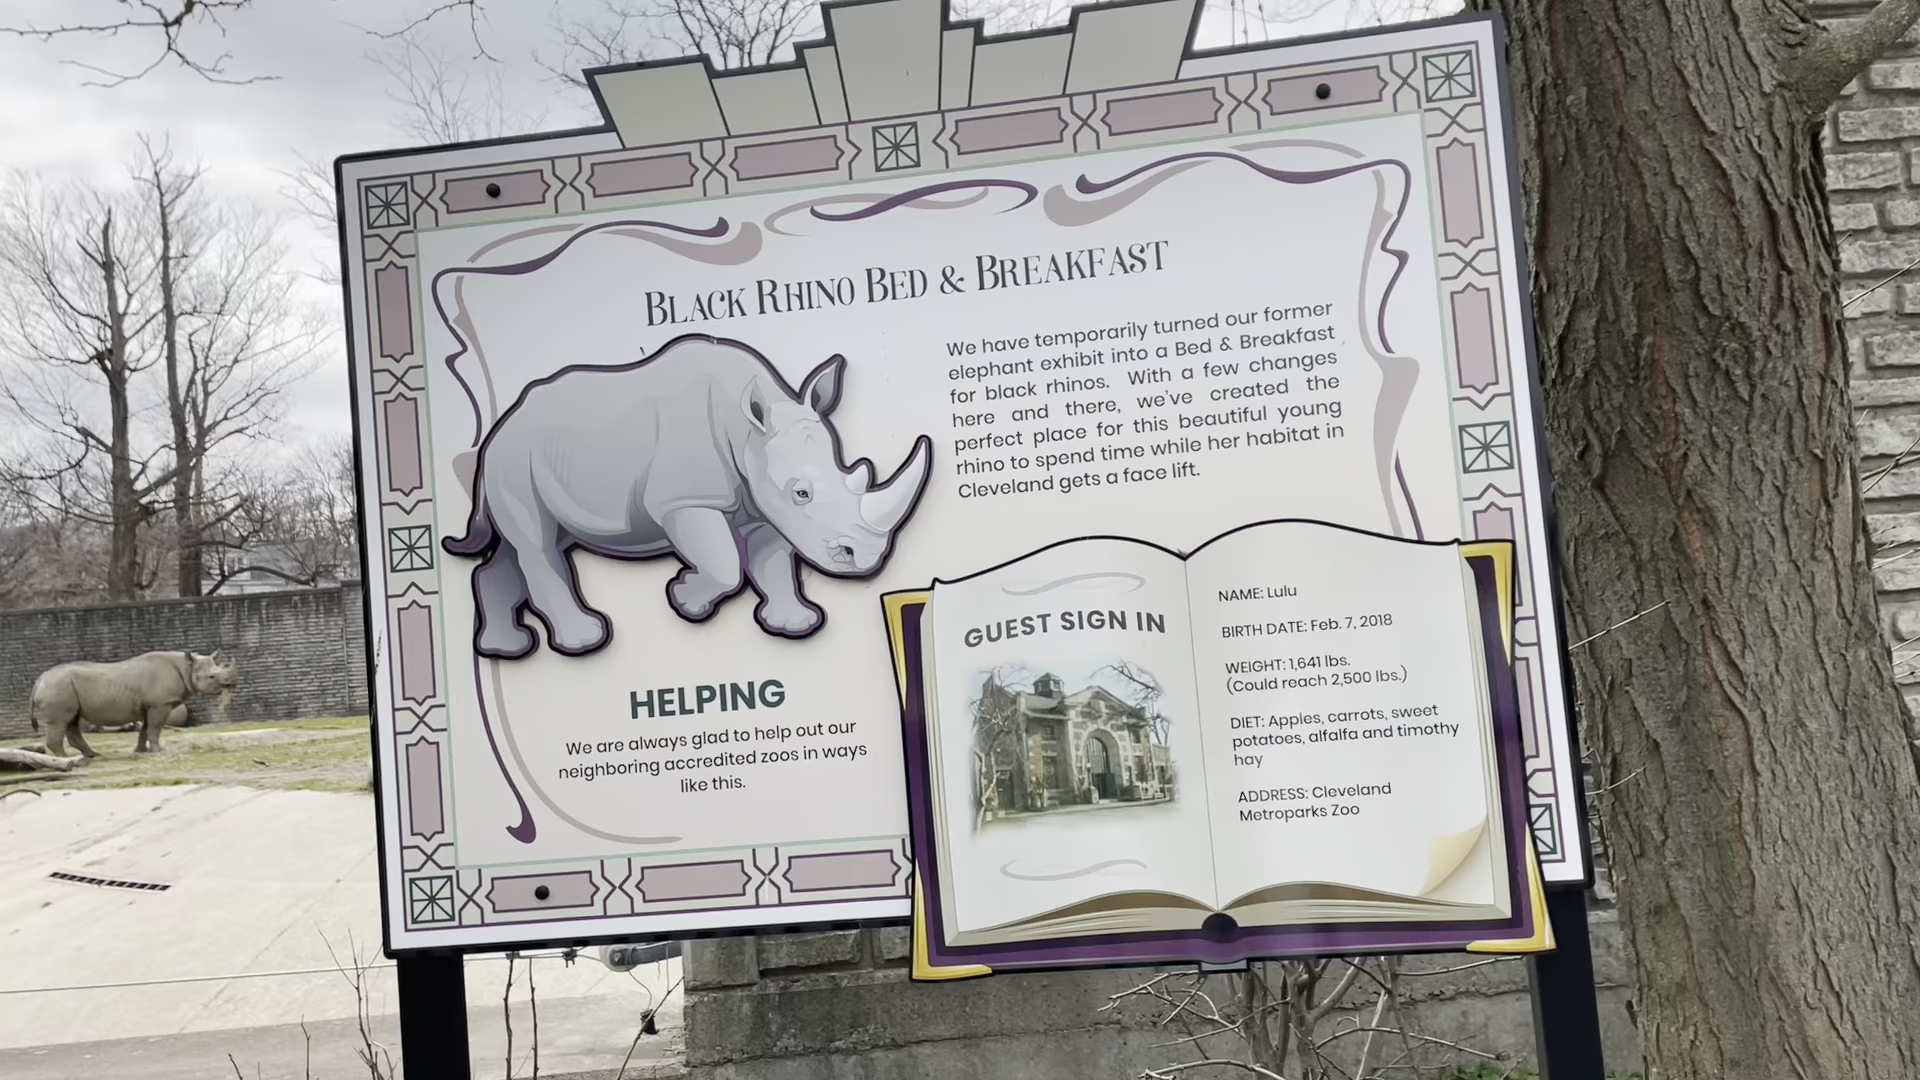 BLACK RHINO BED & BREAKFAST
We have temporarily turned our former
elephant exhibit into a Bed & Breakfast
for black rhinos. With a few changes
here and there, we've created the
perfect place for this beautiful young
rhino to spend time while her habitat in
Cleveland gets a face lift.
HELPING
We are always glad to help out our
neighboring accredited zoos in ways
like this.
GUEST SIGN IN
NAME: Lulu
BIRTH DATE: Feb. 7, 2018
WEIGHT: 1,641 lbs.
(Could reach 2,500 lbs.)
DIET: Apples, carrots, sweet
potatoes, alfalfa and timothy
hay
ADDRESS: Cleveland
Metroparks Zoo